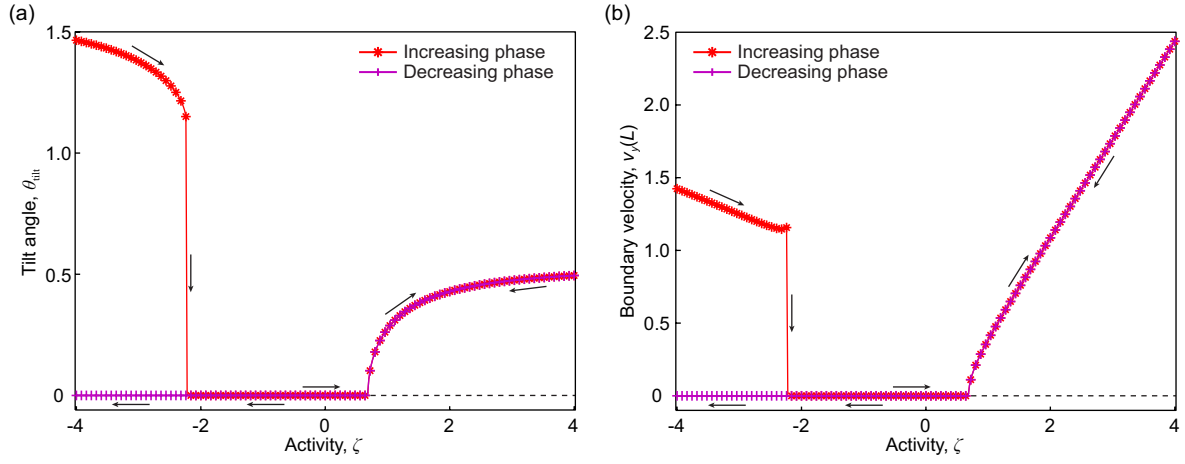 (a)
1.5
1.0
0.5
0
Tilt angle, θtilt
Increasing phase
Decreasing phase
-4
-2
0
2
4
Activity, ζ
(b)
2.5
2.0
1.5
1.0
0.5
0
Boundary velocity, vy(L)
Increasing phase
Decreasing phase
-4
-2
0
2
4
Activity, ζ